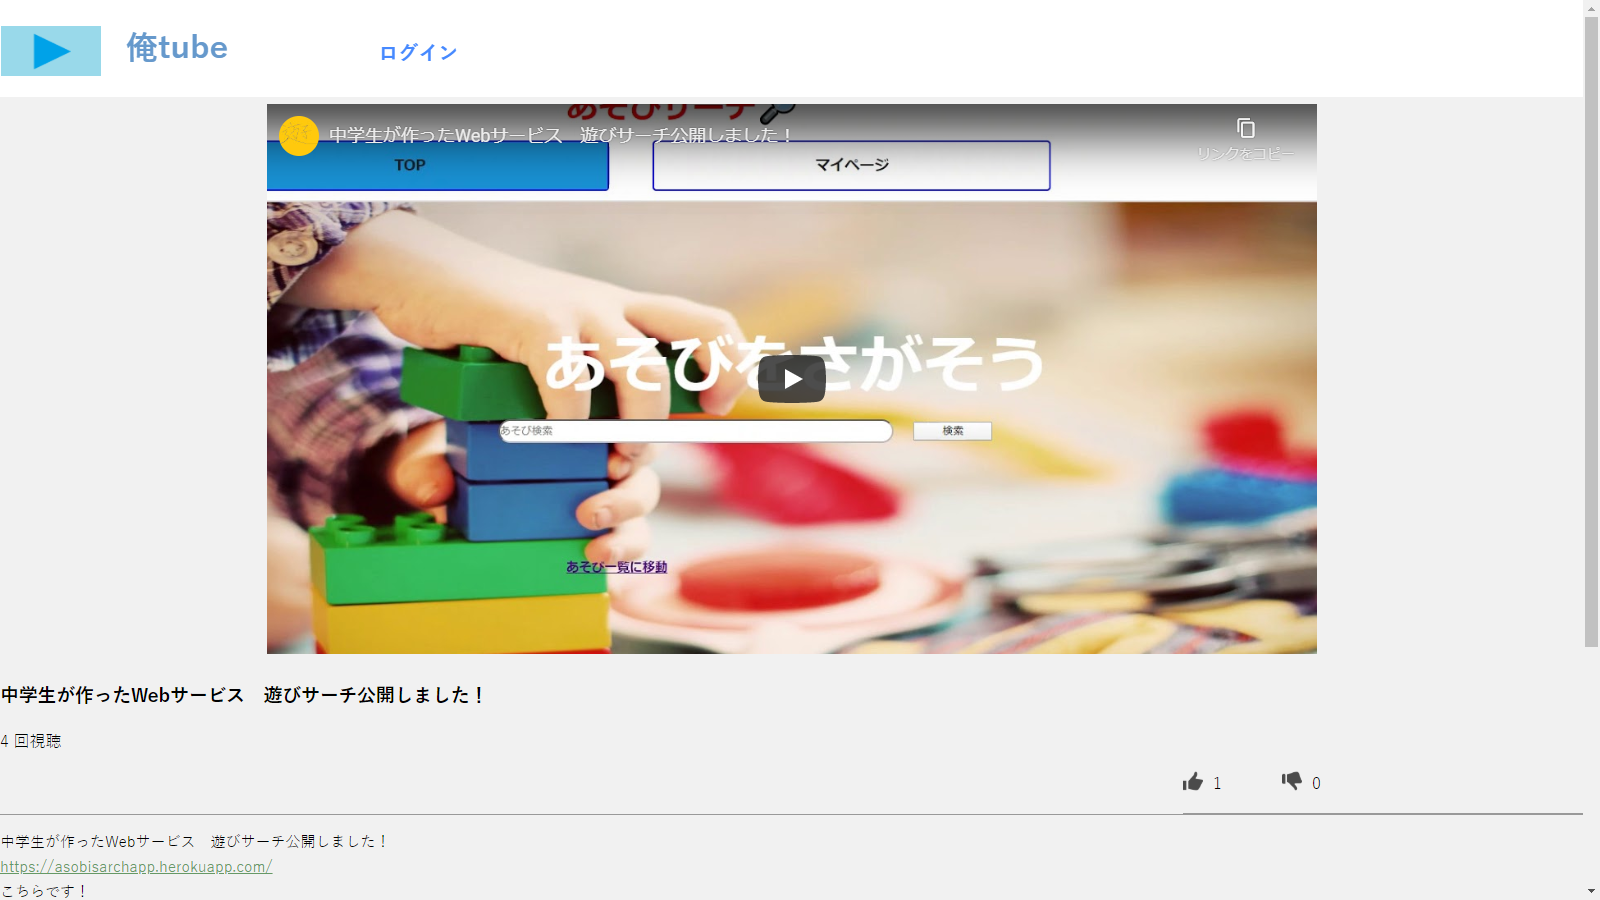 俺tube
ログイン
あそびサーチ
中学生が作ったWebサービス　遊びサーチ公開しました！
リンクをコピー
TOP
マイページ
あそびをさがそう
あそび検索
検索
あそび一覧に移動
中学生が作ったWebサービス　遊びサーチ公開しました！
4 回視聴
1
0
中学生が作ったWebサービス　遊びサーチ公開しました！
https://asobisarchapp.herokuapp.com/
こちらです！